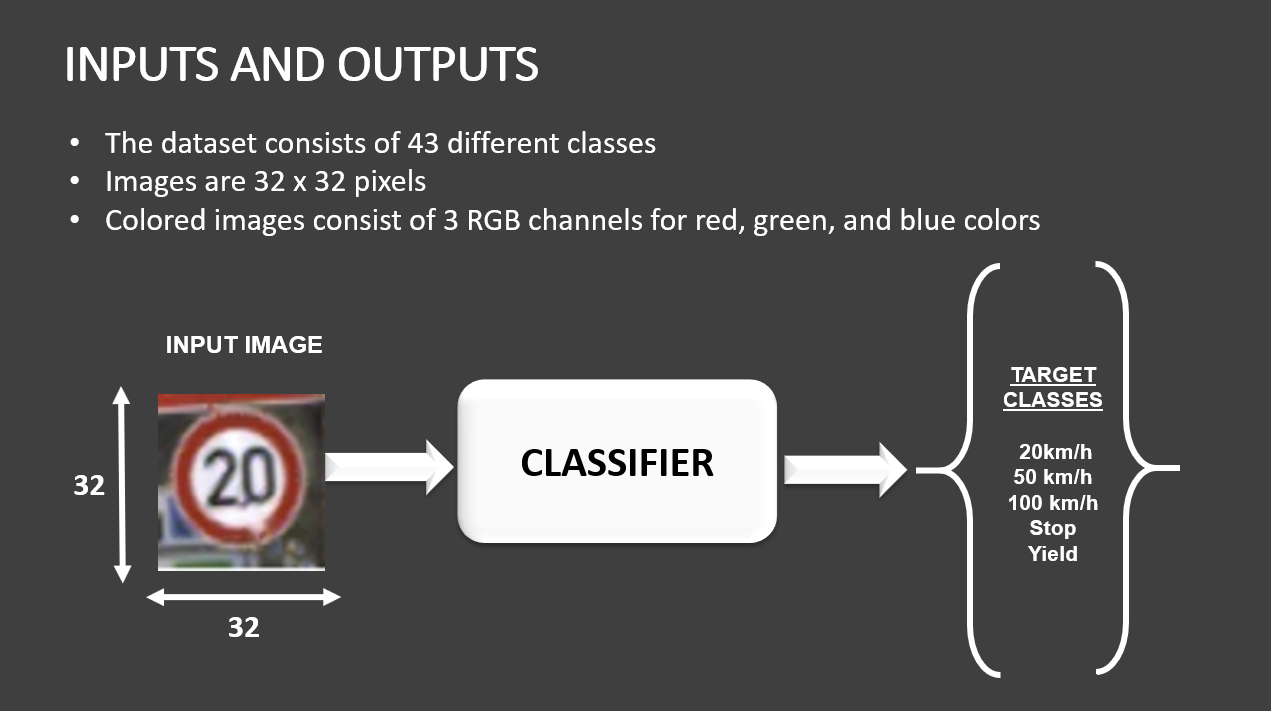 INPUTS AND OUTPUTS
• The dataset consists of 43 different classes
• Images are 32 x 32 pixels
• Colored images consist of 3 RGB channels for red, green, and blue colors
INPUT IMAGE
32
20
32
CLASSIFIER
TARGET
CLASSES
20km/h
50 km/h
100 km/h
Stop
Yield